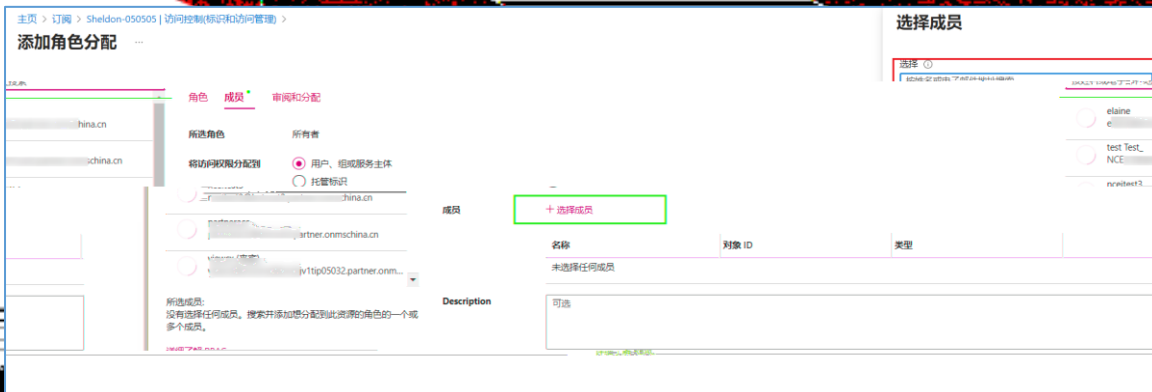 主页 > 订阅 > Sheldon-050505 | 访问控制(标识和访问管理) >
添加角色分配 ...
选择成员
选择
角色 成员 审阅和分配
hina.cn
所选角色 所有者
elaine
e
schina.cn
将访问权限分配到 用户、组或服务主体
test Test_
NCE
托管标识
nceitest3
china.cn
成员 + 选择成员
artner.onmschina.cn
名称 对象 ID 类型
jv1tip05032.partner.onm...
未选择任何成员
所选成员:
没有选择任何成员。搜索并添加想分配到此资源的角色的一个或
多个成员。
Description 可选